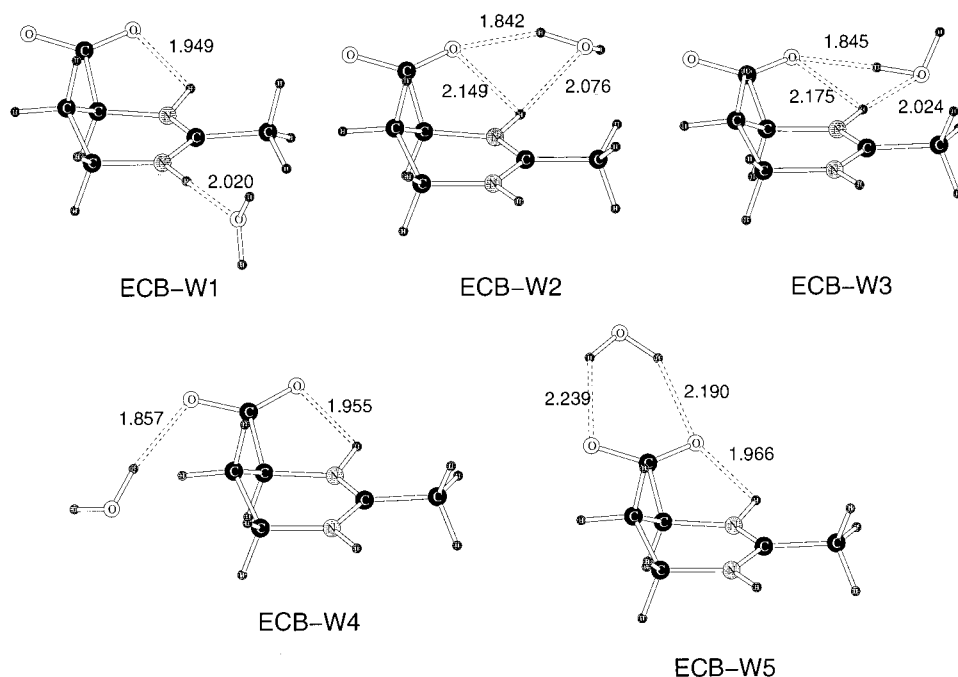 O
O
C
1.949
H
H
H
H
C
C
N
C
C
H
H
H
C
N
H
2.020
H
O
H
H
ECB−W1
1.842
O
O
H
O
H
C
H
2.149
2.076
H
H
H
C
C
N
C
C
H
H
C
N
H
H
H
ECB−W2
1.845
H
O
O
H
O
C
2.175
H
2.024
H
C
C
N
C
C
H
H
H
C
N
H
H
H
ECB−W3
O
O
C
1.857
1.955
H
H
H
H
C
C
N
C
C
H
H
H
H
O
C
N
H
H
H
ECB−W4
O
H
H
2.239
2.190
O
O
C
1.966
H
H
C
C
N
C
C
H
H
H
H
C
N
H
H
H
ECB−W5